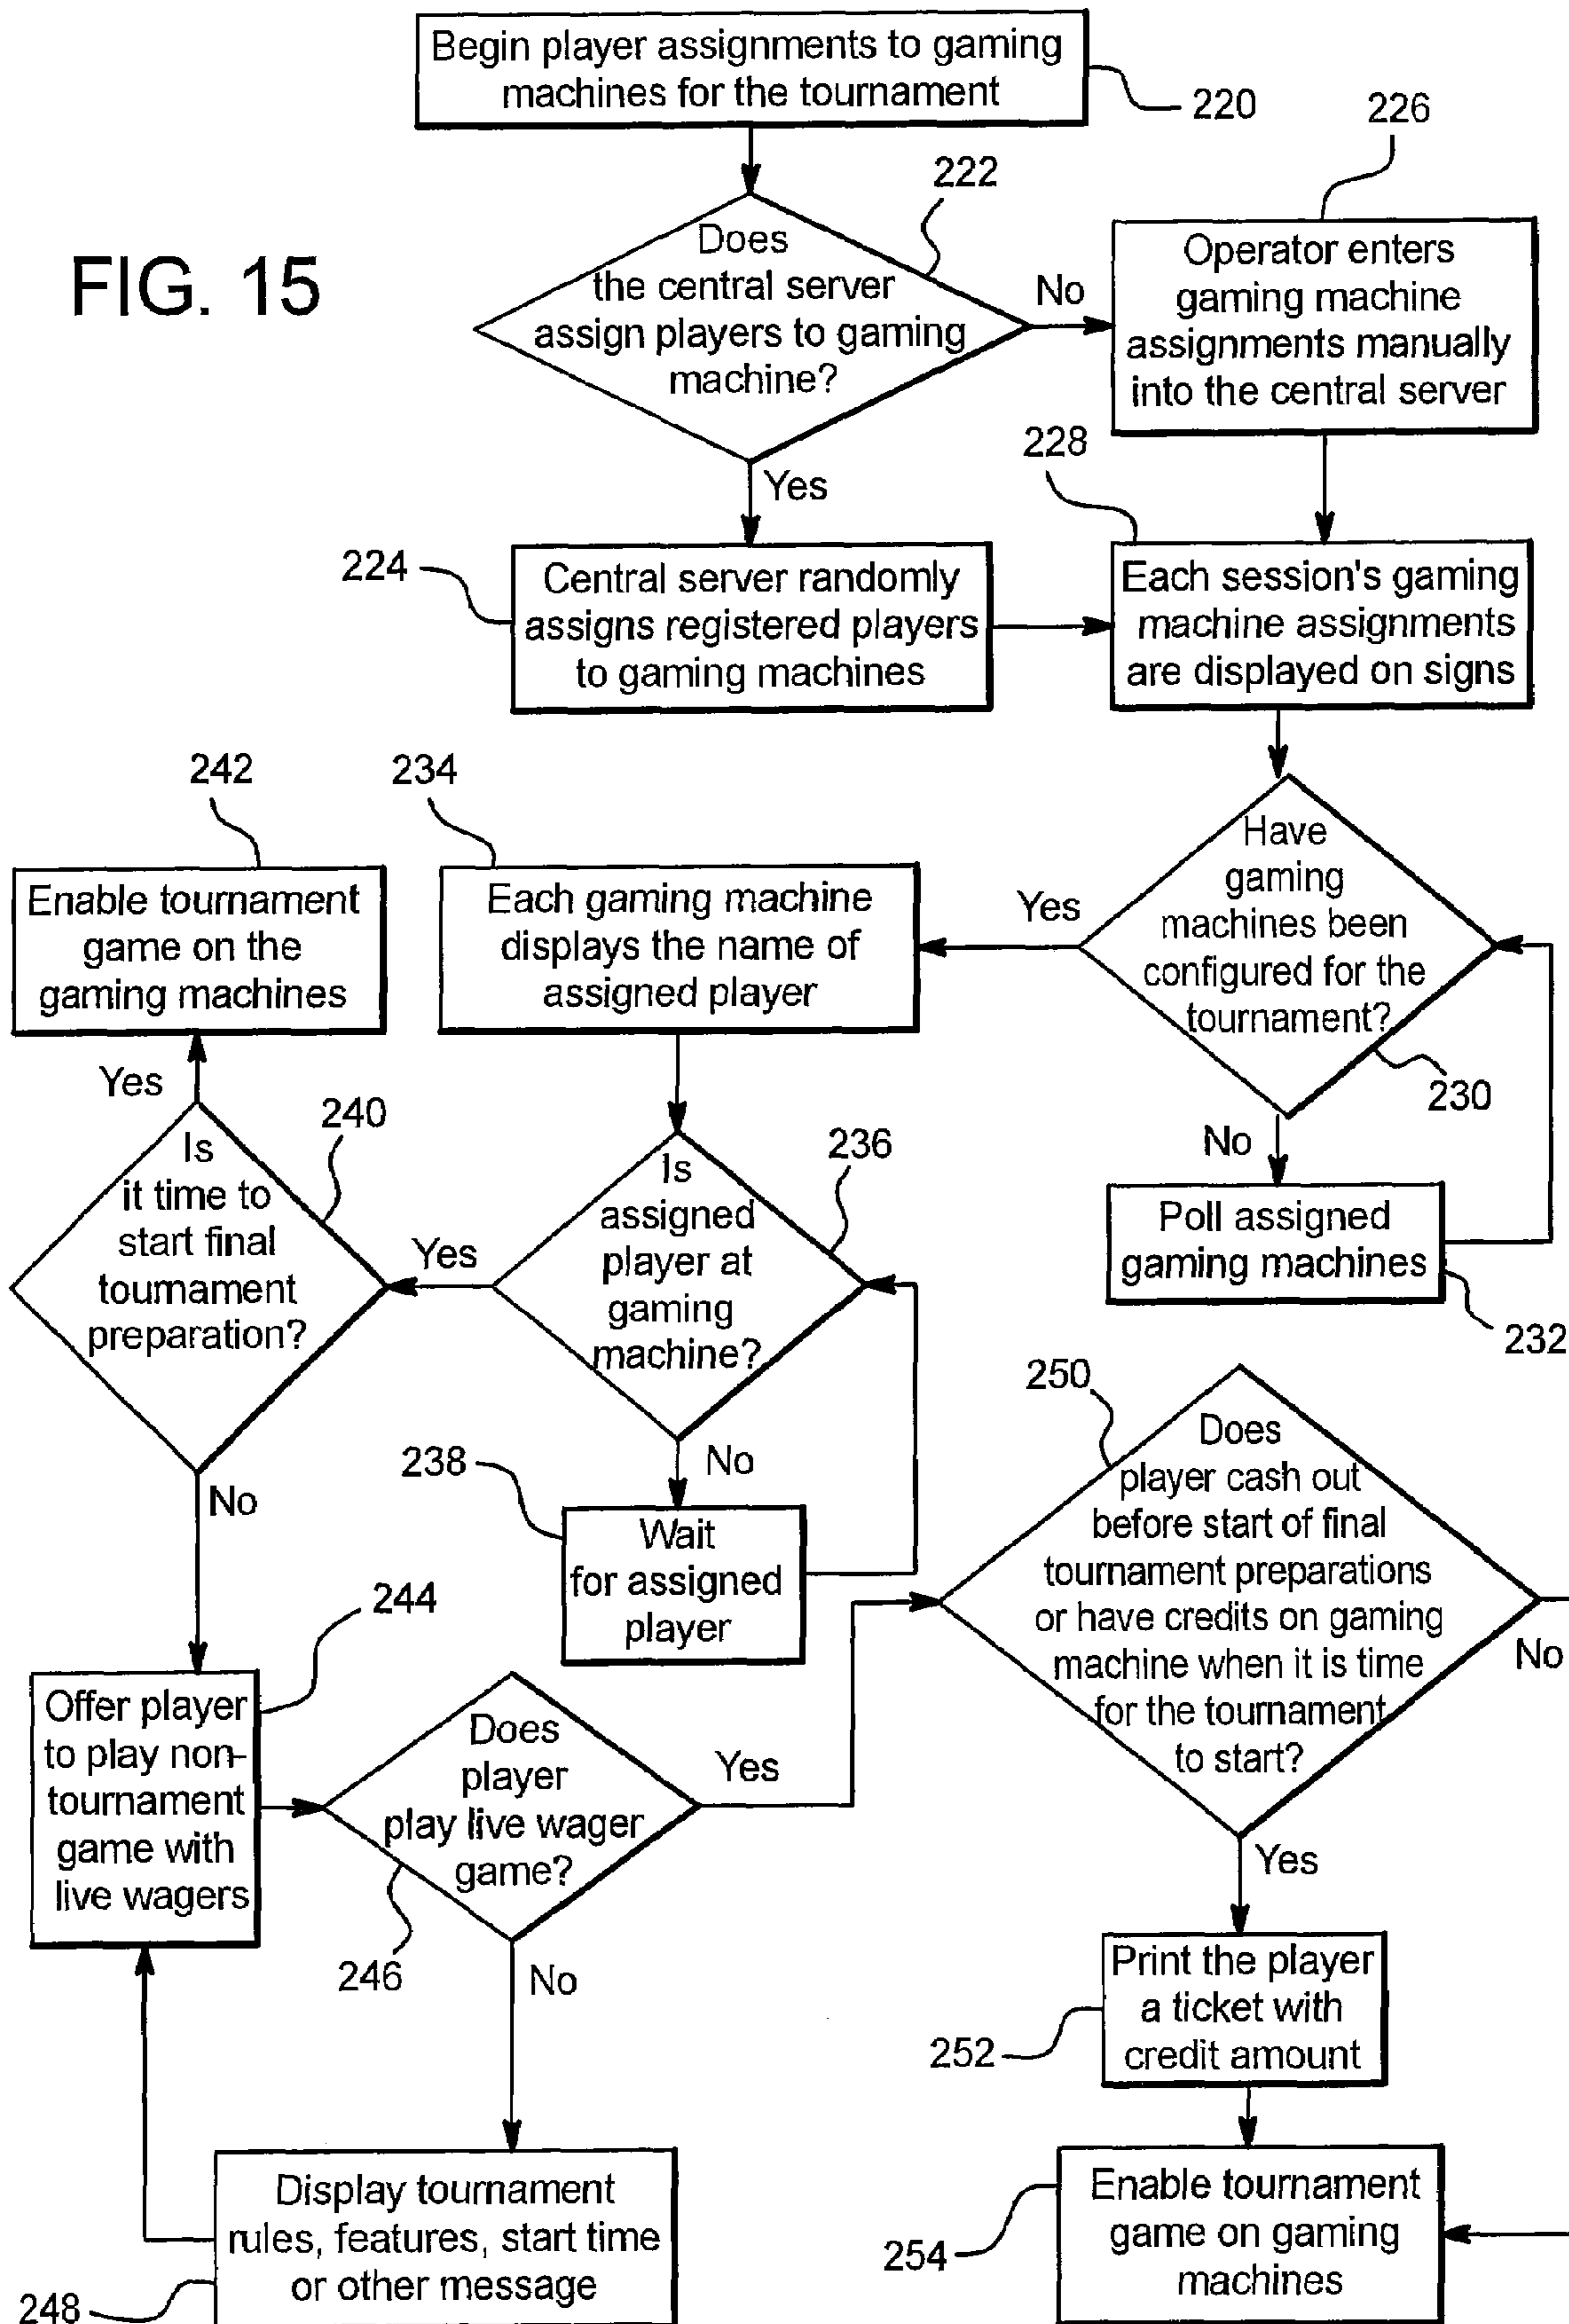 FIG. 15
Begin player assignments to gaming
machines for the tournament
220
222
Does
the central server
assign players to gaming
machine?
No
Yes
226
Operator enters
gaming machine
assignments manually
into the central server
224
Central server randomly
assigns registered players
to gaming machines
228
Each session's gaming
machine assignments
are displayed on signs
Have
gaming
machines been
configured for the
tournament?
230
Yes
No
Poll assigned
gaming machines
232
234
Each gaming machine
displays the name of
assigned player
242
Enable tournament
game on the
gaming machines
Yes
240
Is
it time to
start final
tournament
preparation?
No
236
Is
assigned
player at
gaming
machine?
Yes
No
238
Wait
for assigned
player
244
Offer player
to play non-
tournament
game with
live wagers
Does
player
play live wager
game?
246
Yes
No
Display tournament
rules, features, start time
or other message
248
250
Does
player cash out
before start of final
tournament preparations
or have credits on gaming
machine when it is time
for the tournament
to start?
No
Yes
Print the player
a ticket with
credit amount
252
Enable tournament
game on gaming
machines
254